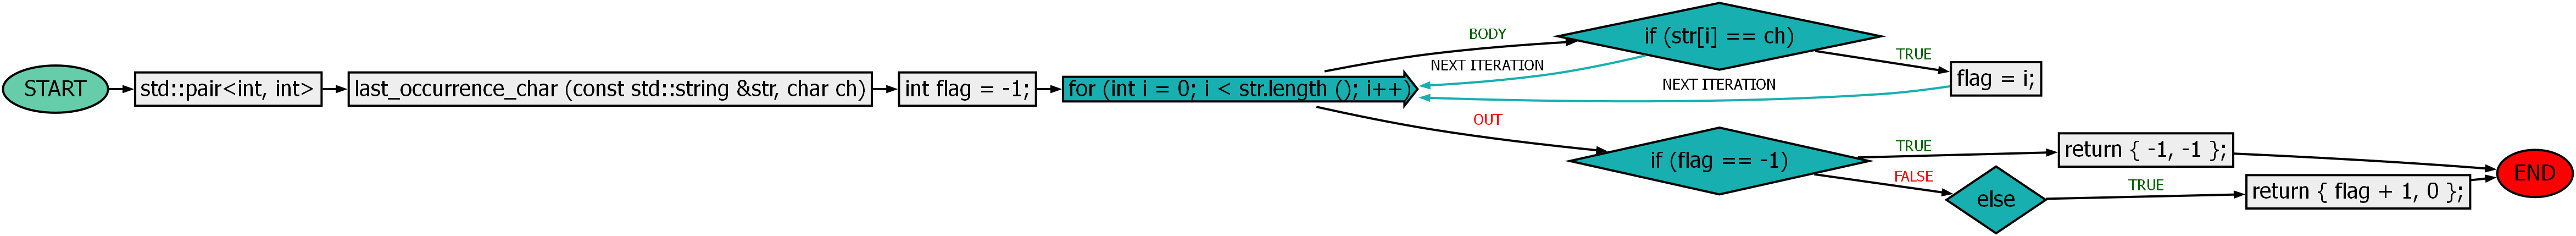 START
std::pair<int, int>
last_occurrence_char (const std::string &str, char ch)
int flag = -1;
for (int i = 0; i < str.length (); i++)
BODY
if (str[i] == ch)
NEXT ITERATION
TRUE
flag = i;
NEXT ITERATION
OUT
if (flag == -1)
TRUE
return { -1, -1 };
FALSE
else
TRUE
return { flag + 1, 0 };
END